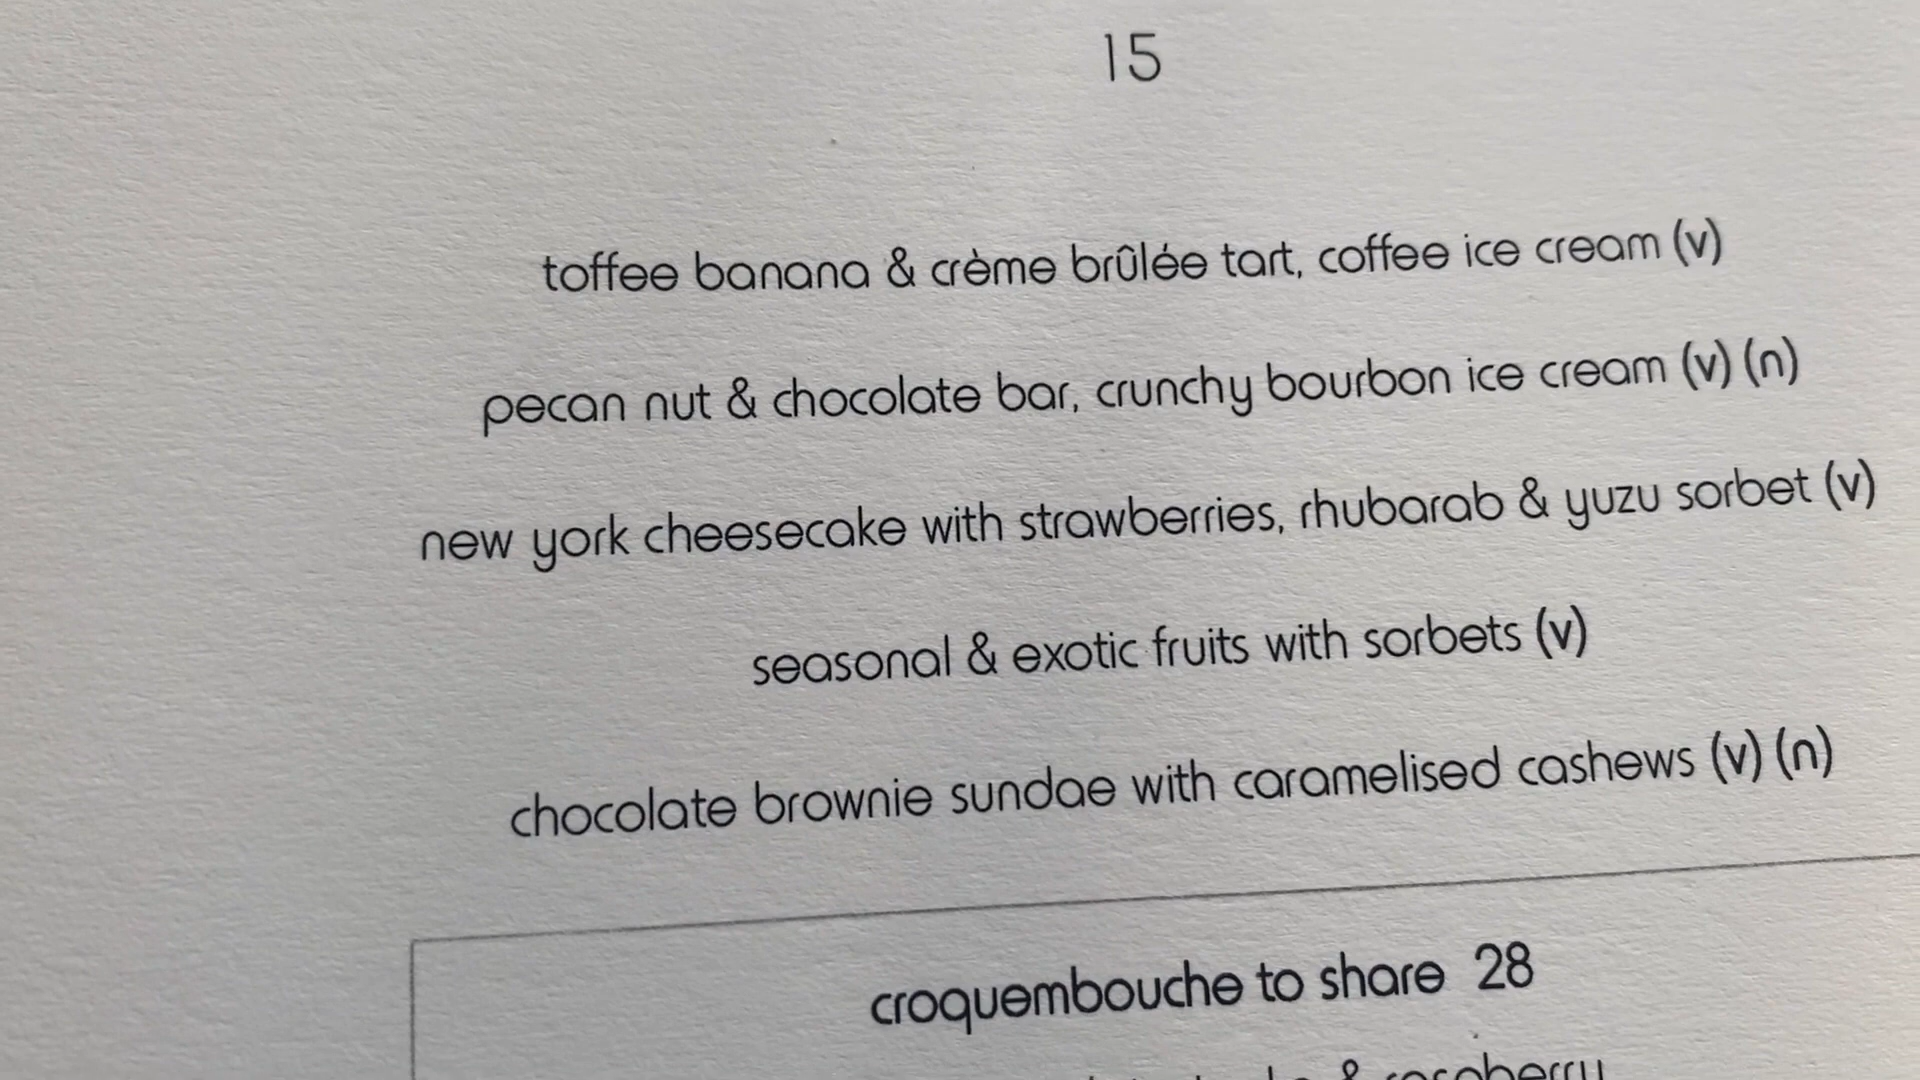 15
toffee banana & crème brûlée tart, coffee ice cream (v)
pecan nut & chocolate bar, crunchy bourbon ice cream (v) (n)
new york cheesecake with strawberries, rhubarab & yuzu sorbet (v)
seasonal & exotic fruits with sorbets (v)
chocolate brownie sundae with caramelised cashews (v) (n)
croquembouche to share 28
& raspberry